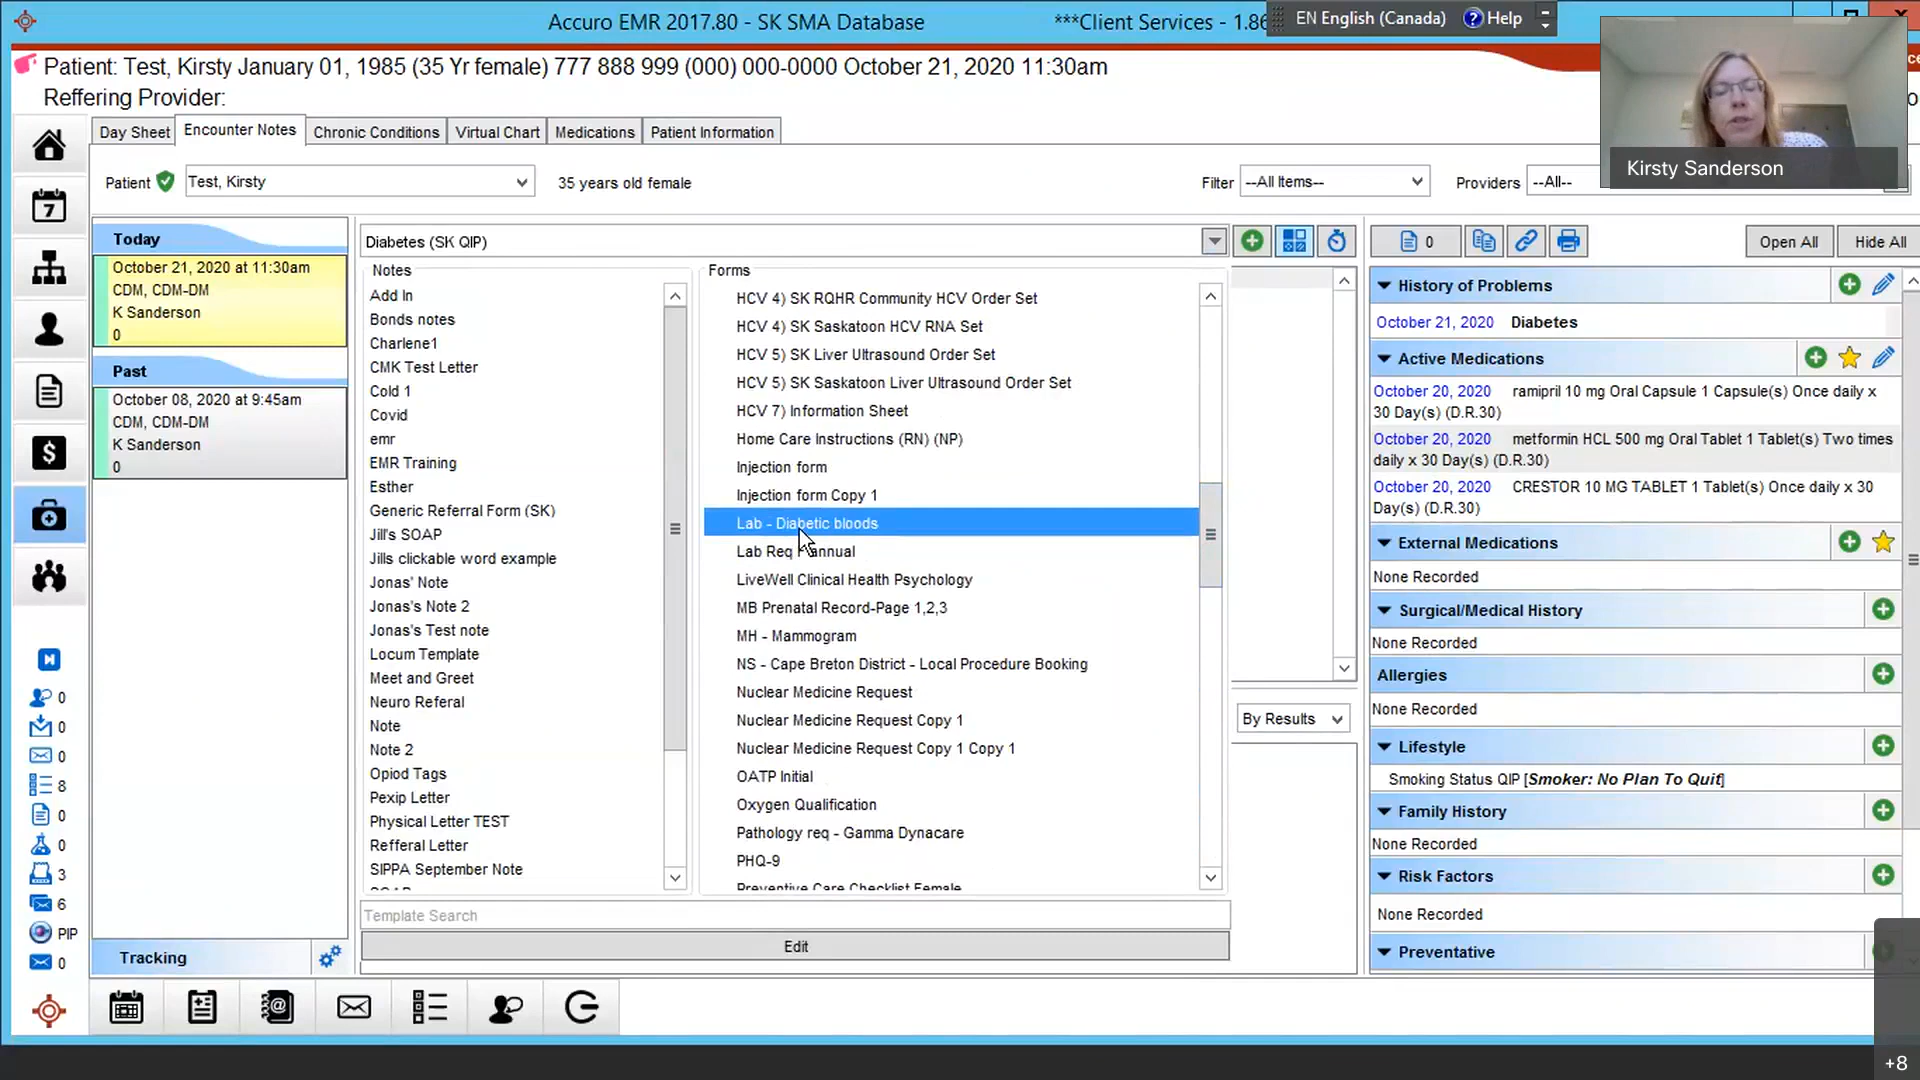 Accuro EMR 2017.80 - SK SMA Database
***Client Services - 1.86
EN English (Canada)
Help
Patient: Test, Kirsty January 01, 1985 (35 Yr female) 777 888 999 (000) 000-0000 October 21, 2020 11:30am
Reffering Provider:
Kirsty Sanderson
Day Sheet
Encounter Notes
Chronic Conditions
Virtual Chart
Medications
Patient Information
Patient
Test, Kirsty
35 years old female
Filter
--All Items--
Providers
--All--
7
Today
October 21, 2020 at 11:30am
CDM, CDM-DM
K Sanderson
0
Past
October 08, 2020 at 9:45am
CDM, CDM-DM
K Sanderson
0
Tracking
0
0
0
8
0
0
3
6
PIP
0
Diabetes (SK QIP)
Notes
Add In
Bonds notes
Charlene1
CMK Test Letter
Cold 1
Covid
emr
EMR Training
Esther
Generic Referral Form (SK)
Jill's SOAP
Jills clickable word example
Jonas' Note
Jonas's Note 2
Jonas's Test note
Locum Template
Meet and Greet
Neuro Referal
Note
Note 2
Opiod Tags
Pexip Letter
Physical Letter TEST
Refferal Letter
SIPPA September Note
Forms
HCV 4) SK RQHR Community HCV Order Set
HCV 4) SK Saskatoon HCV RNA Set
HCV 5) SK Liver Ultrasound Order Set
HCV 5) SK Saskatoon Liver Ultrasound Order Set
HCV 7) Information Sheet
Home Care Instructions (RN) (NP)
Injection form
Injection form Copy 1
Lab - Diabetic bloods
Lab Req annual
LiveWell Clinical Health Psychology
MB Prenatal Record-Page 1,2,3
MH - Mammogram
NS - Cape Breton District - Local Procedure Booking
Nuclear Medicine Request
Nuclear Medicine Request Copy 1
Nuclear Medicine Request Copy 1 Copy 1
OATP Initial
Oxygen Qualification
Pathology req - Gamma Dynacare
PHQ-9
Preventive Care Checklist Female
Template Search
Edit
By Results
0
Open All
Hide All
History of Problems
October 21, 2020 Diabetes
Active Medications
October 20, 2020 ramipril 10 mg Oral Capsule 1 Capsule(s) Once daily x
30 Day(s) (D.R.30)
October 20, 2020 metformin HCL 500 mg Oral Tablet 1 Tablet(s) Two times
daily x 30 Day(s) (D.R.30)
October 20, 2020 CRESTOR 10 MG TABLET 1 Tablet(s) Once daily x 30
Day(s) (D.R.30)
External Medications
None Recorded
Surgical/Medical History
None Recorded
Allergies
None Recorded
Lifestyle
Smoking Status QIP [Smoker: No Plan To Quit]
Family History
None Recorded
Risk Factors
None Recorded
Preventative
+8